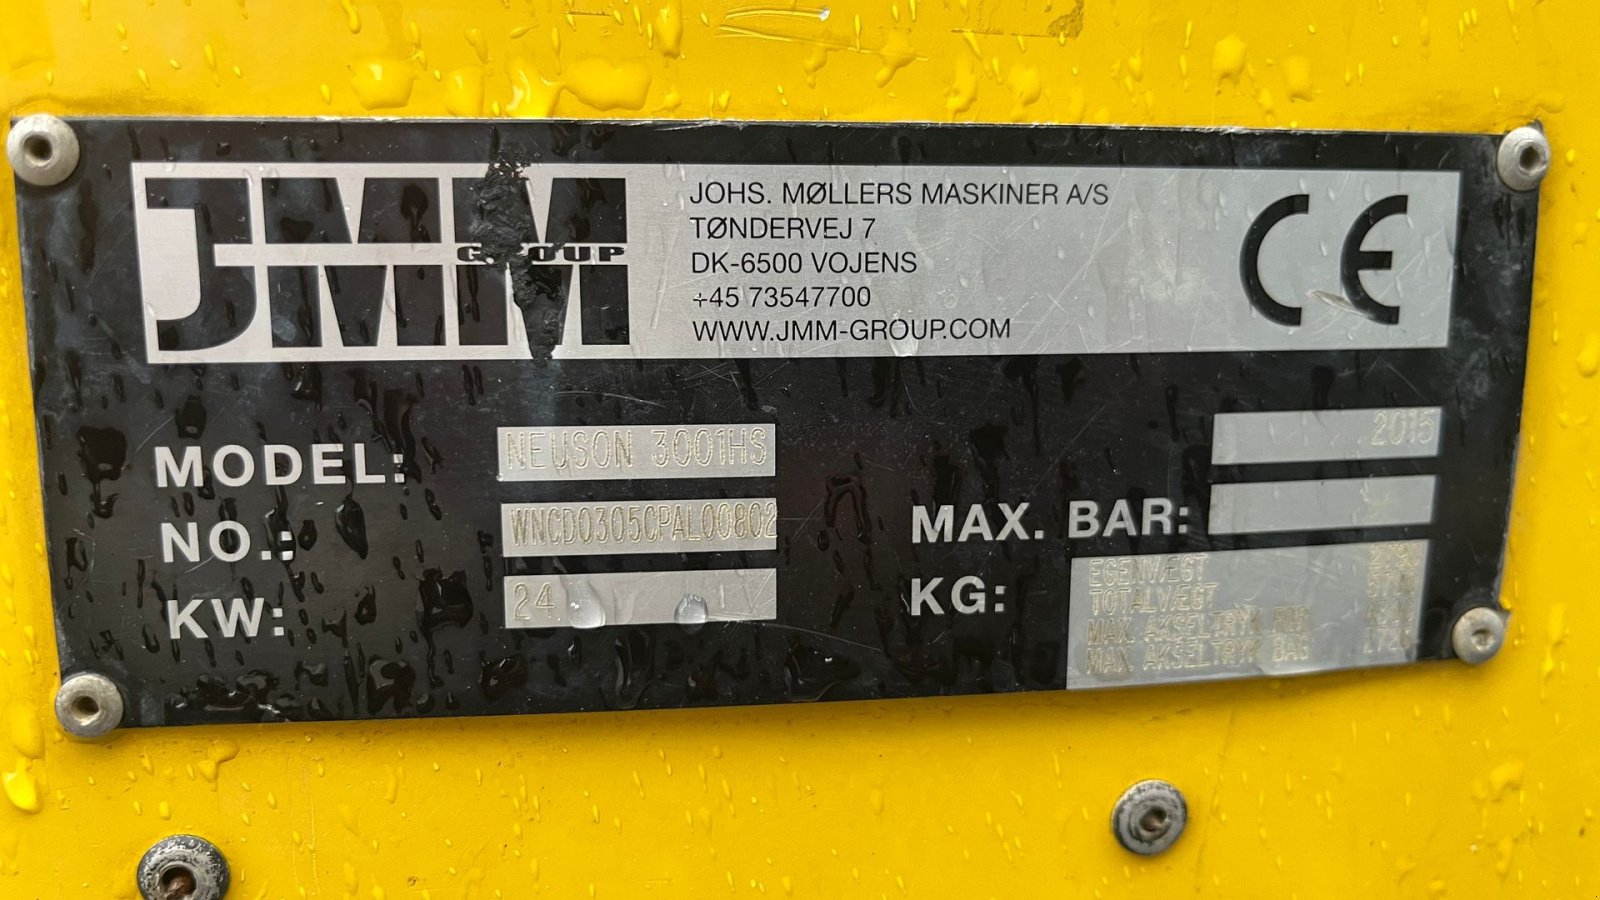 JMM
GROUP
JOHS. MØLLERS MASKINER A/S
TØNDERVEJ 7
DK-6500 VOJENS
+45 73547700
WWW.JMM-GROUP.COM
CE
MODEL: NEUSON 3001HS
2015
NO.: WNCD0305CPAL00802
MAX. BAR:
KW: 24
KG:
EGENVÆGT
TOTALVÆGT
MAX. AKSELTRYK FOR
MAX. AKSELTRYK BAG